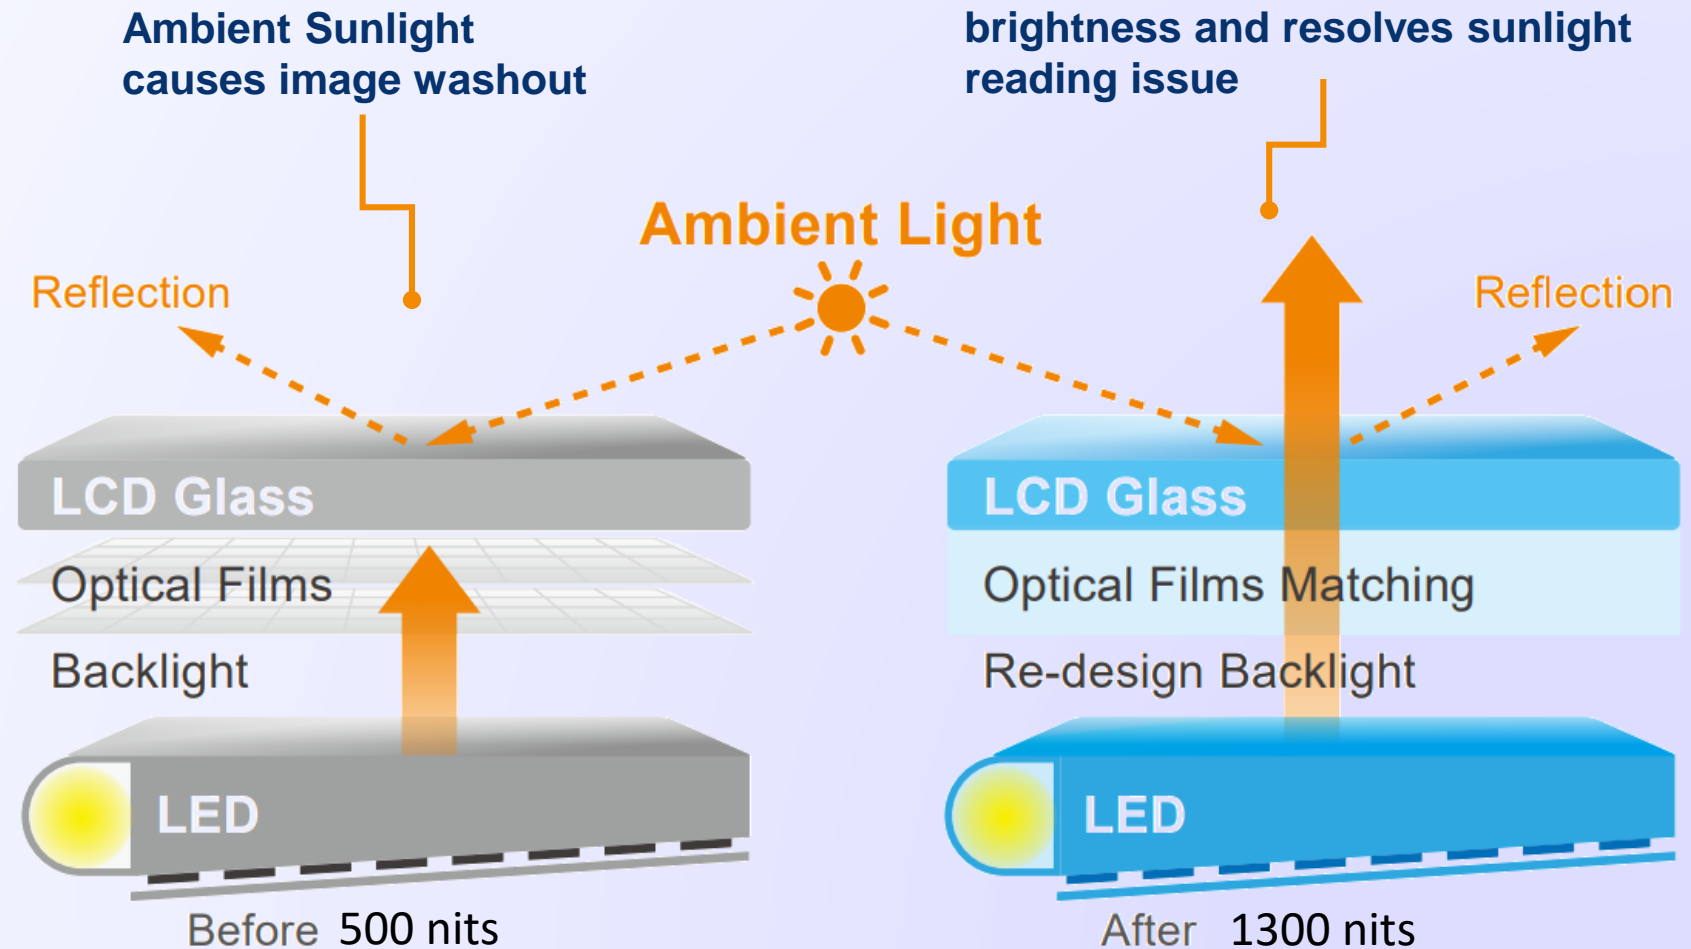 Ambient Sunlight
causes image washout
brightness and resolves sunlight
reading issue
Ambient Light
Reflection
Reflection
LCD Glass
Optical Films
Backlight
LED
Before 500 nits
LCD Glass
Optical Films Matching
Re-design Backlight
LED
After 1300 nits